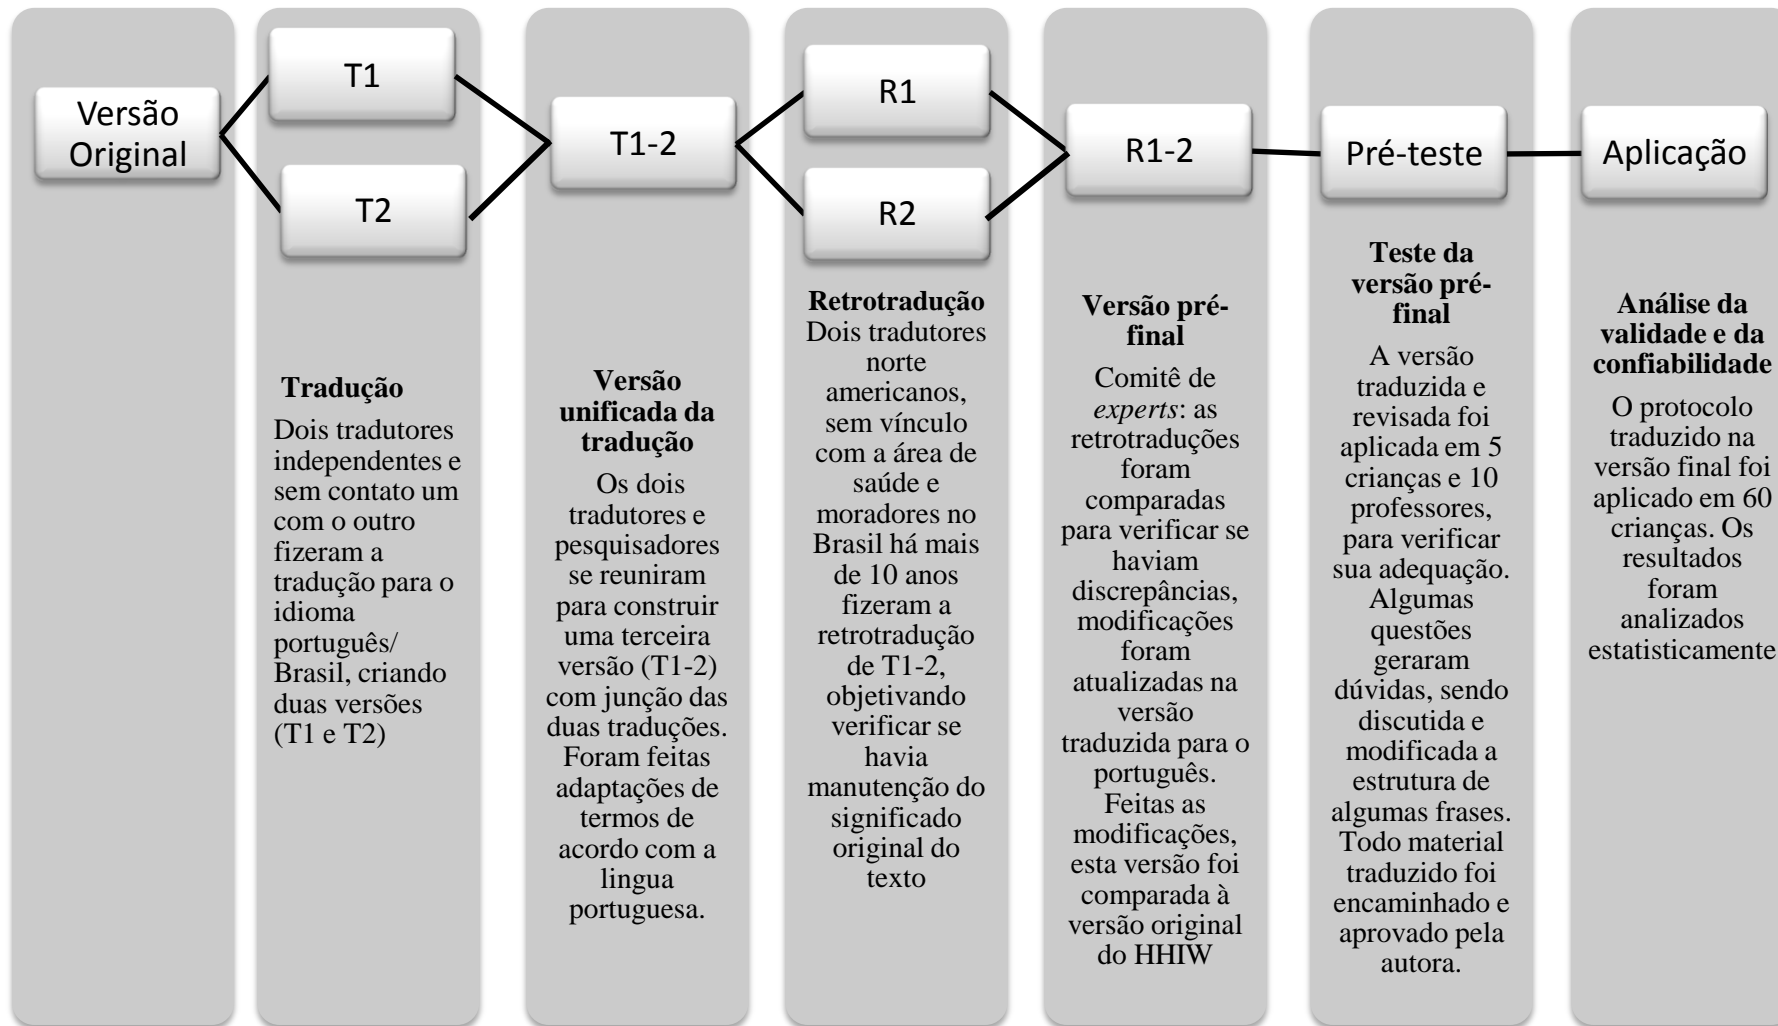 Versão
Original
T1
T2
Tradução
Dois tradutores
independentes e
sem contato um
com o outro
fizeram a
tradução para o
idioma
português/
Brasil, criando
duas versões
(T1 e T2)
T1-2
Versão
unificada da
tradução
Os dois
tradutores e
pesquisadores
se reuniram
para construir
uma terceira
versão (T1-2)
com junção das
duas traduções.
Foram feitas
adaptações de
termos de
acordo com a
lingua
portuguesa.
R1
R2
Retrotradução
Dois tradutores
norte
americanos,
sem vínculo
com a área de
saúde e
moradores no
Brasil há mais
de 10 anos
fizeram a
retrotradução
de T1-2,
objetivando
verificar se
havia
manutenção do
significado
original do
texto
R1-2
Versão pré-
final
Comitê de
experts: as
retrotraduções
foram
comparadas
para verificar se
haviam
discrepâncias,
modificações
foram
atualizadas na
versão
traduzida para o
português.
Feitas as
modificações,
esta versão foi
comparada à
versão original
do HHIW
Pré-teste
Teste da
versão pré-
final
A versão
traduzida e
revisada foi
aplicada em 5
crianças e 10
professores,
para verificar
sua adequação.
Algumas
questões
geraram
dúvidas, sendo
discutida e
modificada a
estrutura de
algumas frases.
Todo material
traduzido foi
encaminhado e
aprovado pela
autora.
Aplicação
Análise da
validade e da
confiabilidade
O protocolo
traduzido na
versão final foi
aplicado em 60
crianças. Os
resultados
foram
analizados
estatisticamente